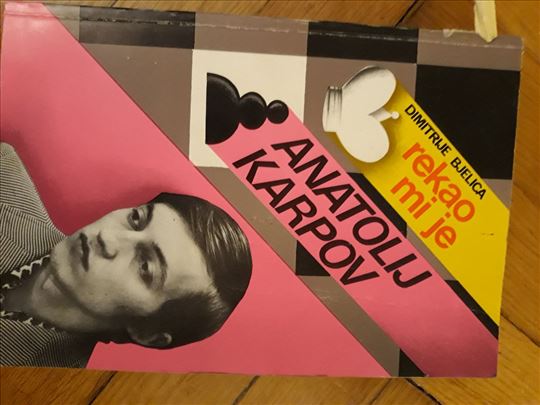 DIMITRIJE BJELICA
rekao
mi je
ANATOLIJ
KARPOV